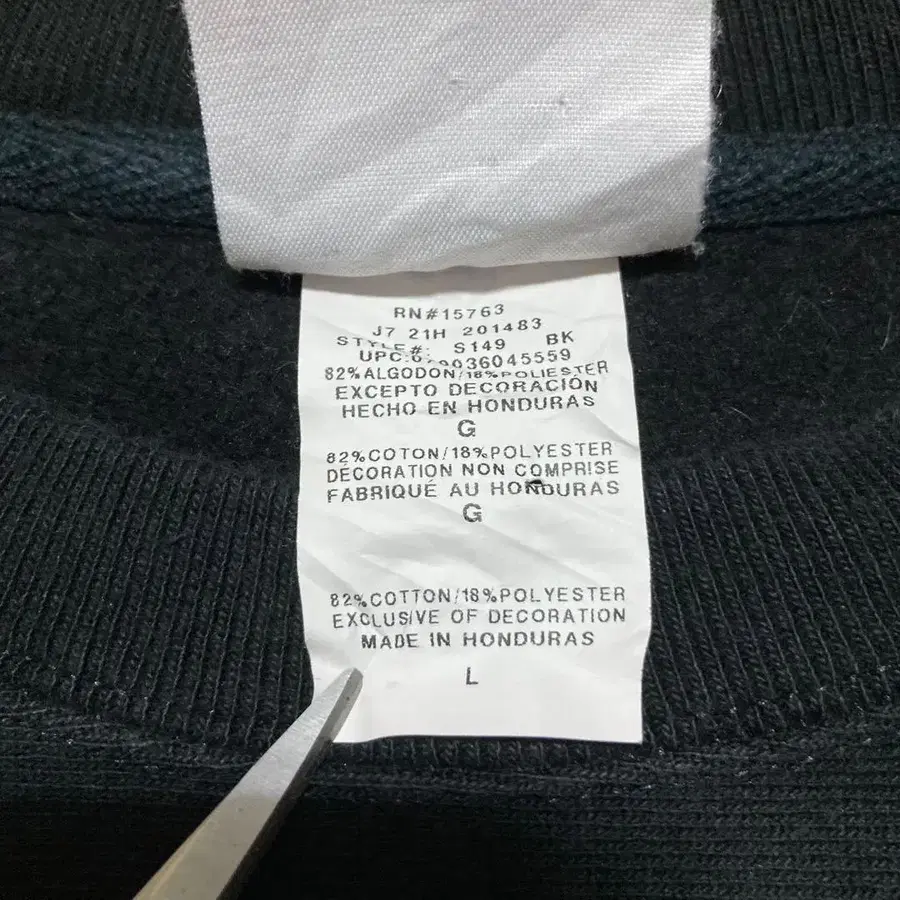 RN#15763
J7 21H 201483
STYLE#: S149 BK
UPC:
82%ALGODON/18%POLIESTER
EXCEPTO DECORACIÓN
HECHO EN HONDURAS
G
82%COTON/18%POLYESTER
DÉCORATION NON COMPRISE
FABRIQUÉ AU HONDURAS
G
82%COTTON/18%POLYESTER
EXCLUSIVE OF DECORATION
MADE IN HONDURAS
L